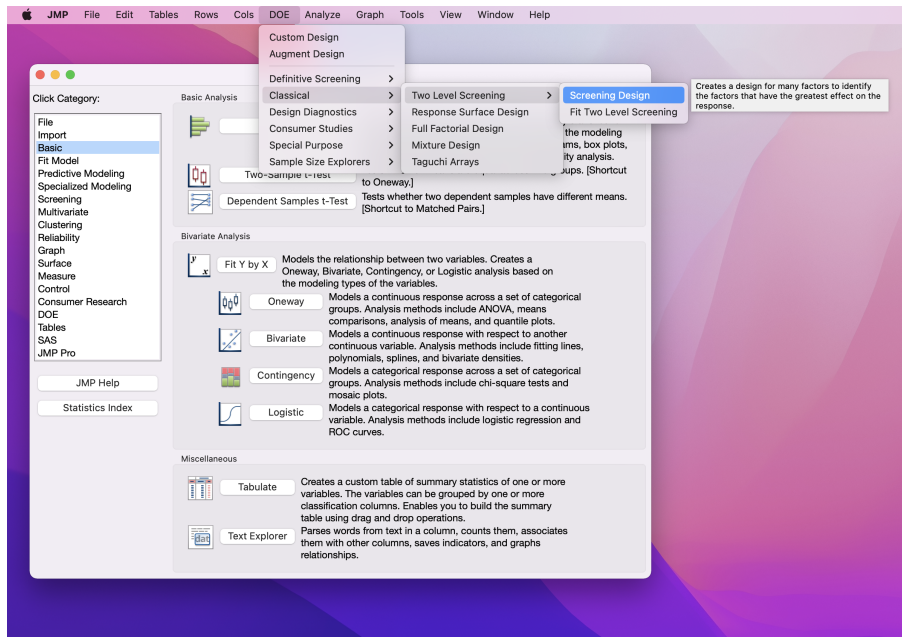 JMP File Edit Tables Rows Cols DOE Analyze Graph Tools View Window Help
Custom Design
Augment Design
Definitive Screening >
Classical >
Design Diagnostics >
Consumer Studies >
Special Purpose >
Sample Size Explorers >
Two Level Screening >
Response Surface Design
Full Factorial Design
Mixture Design
Taguchi Arrays
Screening Design
Fit Two Level Screening
Creates a design for many factors to identify
the factors that have the greatest effect on the
response.
Click Category:
File
Import
Basic
Fit Model
Predictive Modeling
Specialized Modeling
Screening
Multivariate
Clustering
Reliability
Graph
Surface
Measure
Control
Consumer Research
DOE
Tables
SAS
JMP Pro
JMP Help
Statistics Index
Basic Analysis
the modeling
box plots,
analysis.
[Shortcut
to Oneway.]
Two-Sample t-Test
Dependent Samples t-Test
Tests whether two dependent samples have different means.
[Shortcut to Matched Pairs.]
Bivariate Analysis
y
x
Fit Y by X
Models the relationship between two variables. Creates a
Oneway, Bivariate, Contingency, or Logistic analysis based on
the modeling types of the variables.
Oneway
Models a continuous response across a set of categorical
groups. Analysis methods include ANOVA, means
comparisons, analysis of means, and quantile plots.
Bivariate
Models a continuous response with respect to another
continuous variable. Analysis methods include fitting lines,
polynomials, splines, and bivariate densities.
Contingency
Models a categorical response across a set of categorical
groups. Analysis methods include chi-square tests and
mosaic plots.
Logistic
Models a categorical response with respect to a continuous
variable. Analysis methods include logistic regression and
ROC curves.
Miscellaneous
Tabulate
Creates a custom table of summary statistics of one or more
variables. The variables can be grouped by one or more
classification columns. Enables you to build the summary
table using drag and drop operations.
dat
Text Explorer
Parses words from text in a column, counts them, associates
them with other columns, saves indicators, and graphs
relationships.